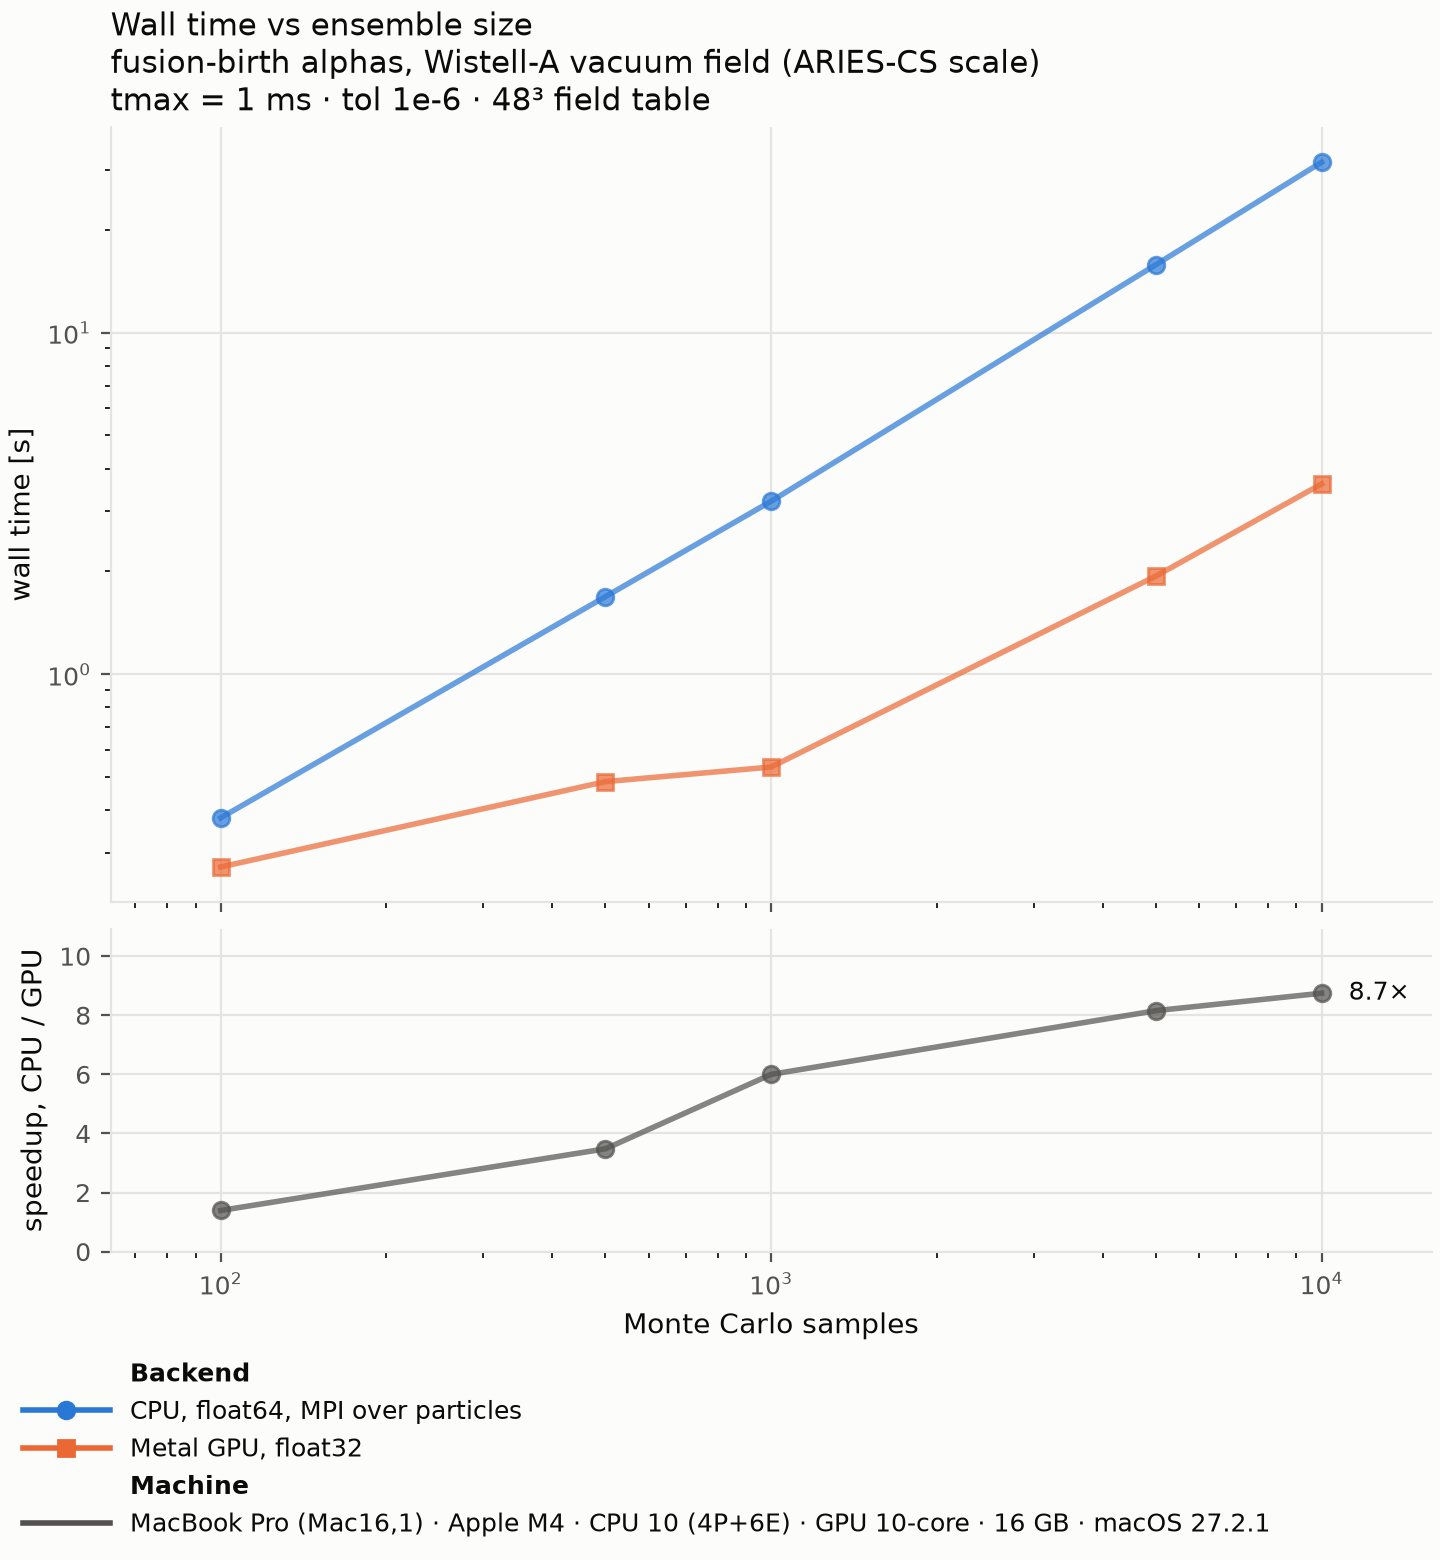 Wall time vs ensemble size
fusion-birth alphas, Wistell-A vacuum field (ARIES-CS scale)
tmax = 1 ms · tol 1e-6 · 48³ field table
10¹
10⁰
wall time [s]
10
8
6
4
2
0
speedup, CPU / GPU
8.7×
10²
10³
10⁴
Monte Carlo samples
Backend
CPU, float64, MPI over particles
Metal GPU, float32
Machine
MacBook Pro (Mac16,1) · Apple M4 · CPU 10 (4P+6E) · GPU 10-core · 16 GB · macOS 27.2.1